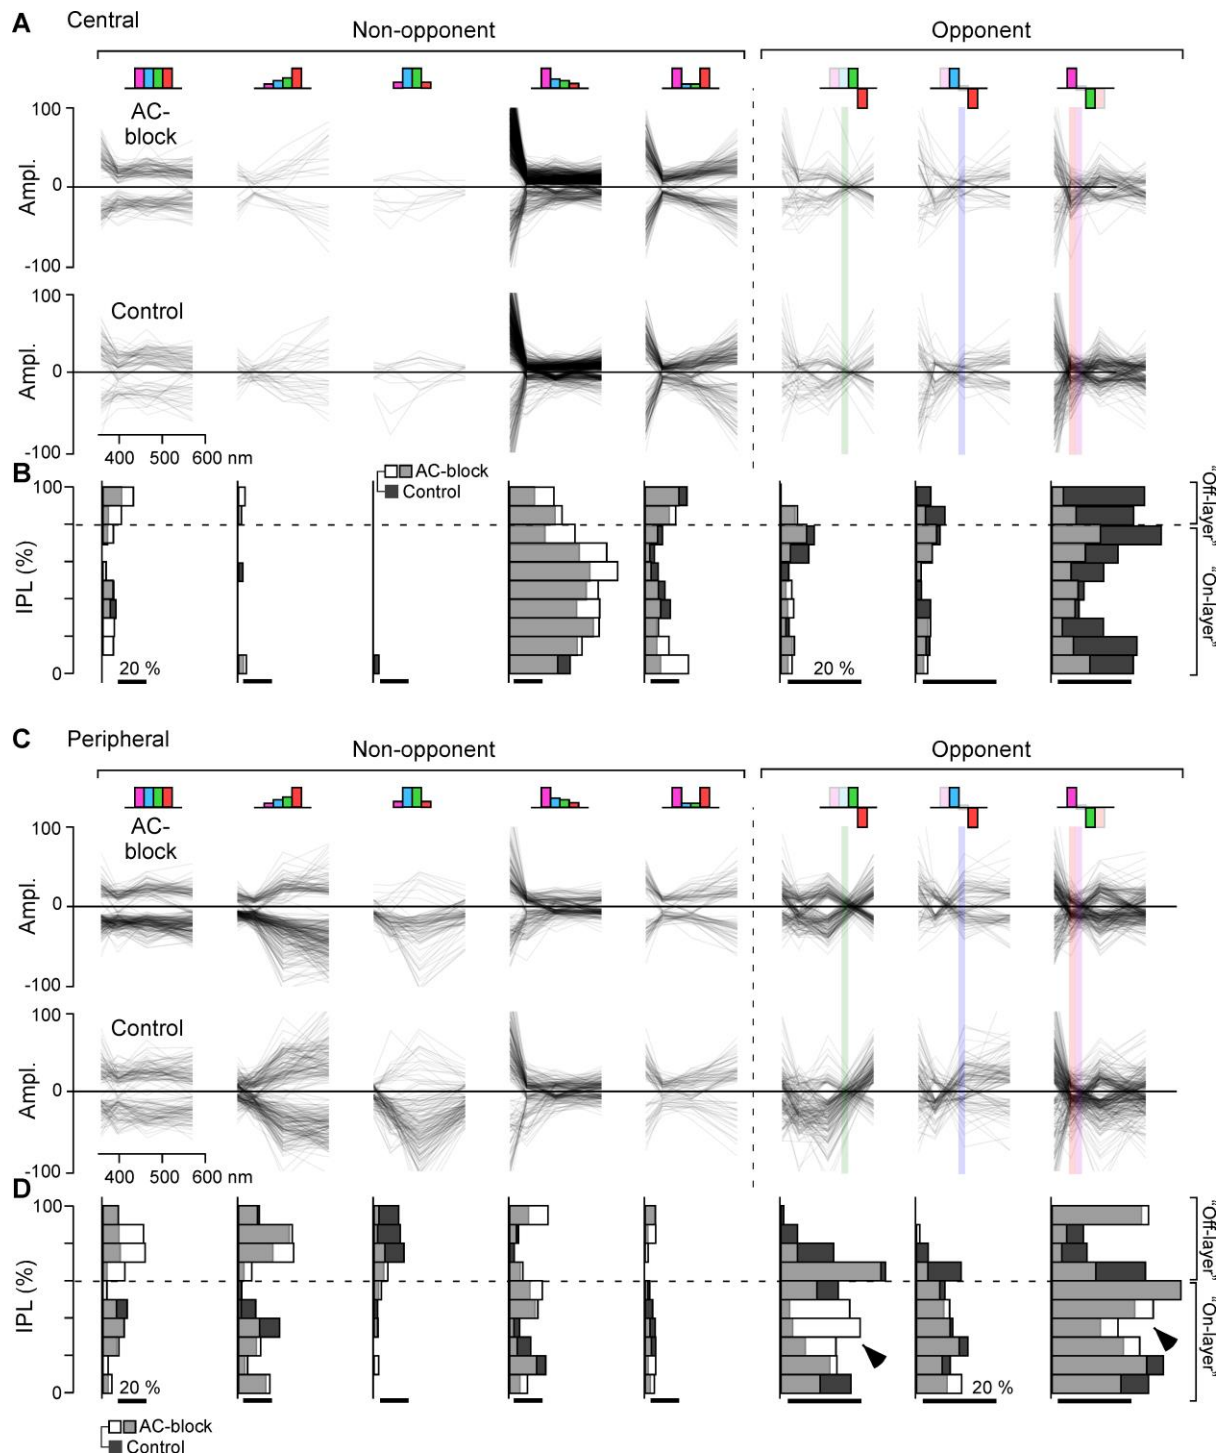 A Central
Non-opponent
Opponent
AC-
block
100
0
-100
Ampl.
Control
100
0
-100
Ampl.
400 500 600 nm
B
AC-block
Control
100
0
IPL (%)
20 %
20 %
"Off-layer"
"On-layer"
C Peripheral
Non-opponent
Opponent
AC-
block
100
0
-100
Ampl.
Control
100
0
-100
Ampl.
400 500 600 nm
D
100
0
IPL (%)
20 %
20 %
"Off-layer"
"On-layer"
AC-block
Control